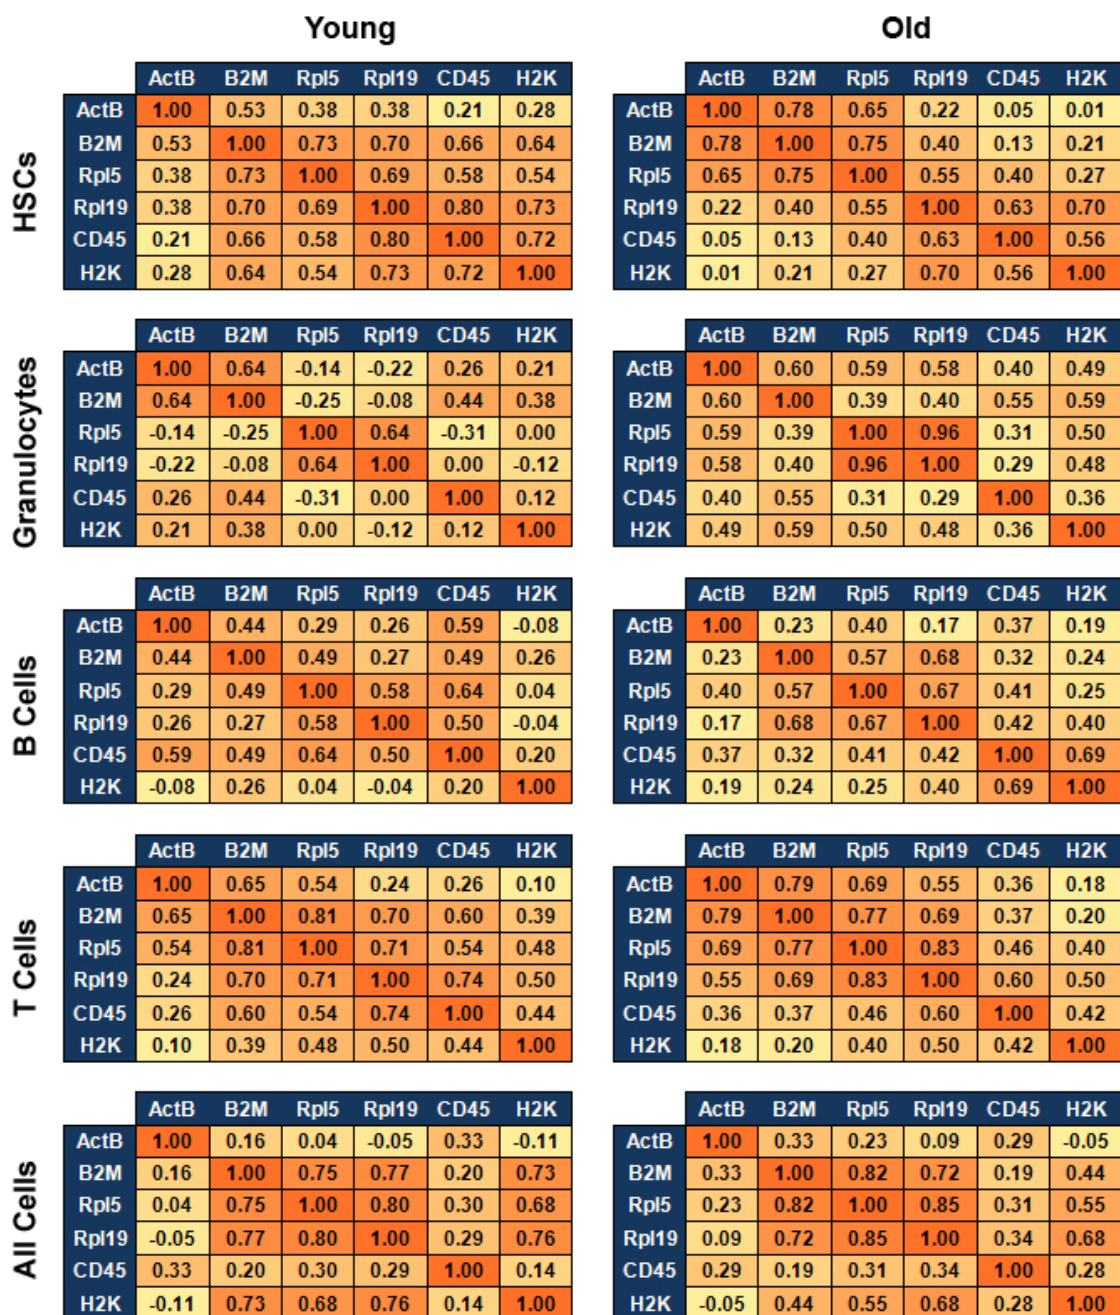 Young Old
HSCs
ActB B2M Rpl5 Rpl19 CD45 H2K ActB B2M Rpl5 Rpl19 CD45 H2K
ActB 1.00 0.53 0.38 0.38 0.21 0.28 ActB 1.00 0.78 0.65 0.22 0.05 0.01
B2M 0.53 1.00 0.73 0.70 0.66 0.64 B2M 0.78 1.00 0.75 0.40 0.13 0.21
Rpl5 0.38 0.73 1.00 0.69 0.58 0.54 Rpl5 0.65 0.75 1.00 0.55 0.40 0.27
Rpl19 0.38 0.70 0.69 1.00 0.80 0.73 Rpl19 0.22 0.40 0.55 1.00 0.63 0.70
CD45 0.21 0.66 0.58 0.80 1.00 0.72 CD45 0.05 0.13 0.40 0.63 1.00 0.56
H2K 0.28 0.64 0.54 0.73 0.72 1.00 H2K 0.01 0.21 0.27 0.70 0.56 1.00
Granulocytes
ActB B2M Rpl5 Rpl19 CD45 H2K ActB B2M Rpl5 Rpl19 CD45 H2K
ActB 1.00 0.64 -0.14 -0.22 0.26 0.21 ActB 1.00 0.60 0.59 0.58 0.40 0.49
B2M 0.64 1.00 -0.25 -0.08 0.44 0.38 B2M 0.60 1.00 0.39 0.40 0.55 0.59
Rpl5 -0.14 -0.25 1.00 0.64 -0.31 0.00 Rpl5 0.59 0.39 1.00 0.96 0.31 0.50
Rpl19 -0.22 -0.08 0.64 1.00 0.00 -0.12 Rpl19 0.58 0.40 0.96 1.00 0.29 0.48
CD45 0.26 0.44 -0.31 0.00 1.00 0.12 CD45 0.40 0.55 0.31 0.29 1.00 0.36
H2K 0.21 0.38 0.00 -0.12 0.12 1.00 H2K 0.49 0.59 0.50 0.48 0.36 1.00
B Cells
ActB B2M Rpl5 Rpl19 CD45 H2K ActB B2M Rpl5 Rpl19 CD45 H2K
ActB 1.00 0.44 0.29 0.26 0.59 -0.08 ActB 1.00 0.23 0.40 0.17 0.37 0.19
B2M 0.44 1.00 0.49 0.27 0.49 0.26 B2M 0.23 1.00 0.57 0.68 0.32 0.24
Rpl5 0.29 0.49 1.00 0.58 0.64 0.04 Rpl5 0.40 0.57 1.00 0.67 0.41 0.25
Rpl19 0.26 0.27 0.58 1.00 0.50 -0.04 Rpl19 0.17 0.68 0.67 1.00 0.42 0.40
CD45 0.59 0.49 0.64 0.50 1.00 0.20 CD45 0.37 0.32 0.41 0.42 1.00 0.69
H2K -0.08 0.26 0.04 -0.04 0.20 1.00 H2K 0.19 0.24 0.25 0.40 0.69 1.00
T Cells
ActB B2M Rpl5 Rpl19 CD45 H2K ActB B2M Rpl5 Rpl19 CD45 H2K
ActB 1.00 0.65 0.54 0.24 0.26 0.10 ActB 1.00 0.79 0.69 0.55 0.36 0.18
B2M 0.65 1.00 0.81 0.70 0.60 0.39 B2M 0.79 1.00 0.77 0.69 0.37 0.20
Rpl5 0.54 0.81 1.00 0.71 0.54 0.48 Rpl5 0.69 0.77 1.00 0.83 0.46 0.40
Rpl19 0.24 0.70 0.71 1.00 0.74 0.50 Rpl19 0.55 0.69 0.83 1.00 0.60 0.50
CD45 0.26 0.60 0.54 0.74 1.00 0.44 CD45 0.36 0.37 0.46 0.60 1.00 0.42
H2K 0.10 0.39 0.48 0.50 0.44 1.00 H2K 0.18 0.20 0.40 0.50 0.42 1.00
All Cells
ActB B2M Rpl5 Rpl19 CD45 H2K ActB B2M Rpl5 Rpl19 CD45 H2K
ActB 1.00 0.16 0.04 -0.05 0.33 -0.11 ActB 1.00 0.33 0.23 0.09 0.29 -0.05
B2M 0.16 1.00 0.75 0.77 0.20 0.73 B2M 0.33 1.00 0.82 0.72 0.19 0.44
Rpl5 0.04 0.75 1.00 0.80 0.30 0.68 Rpl5 0.23 0.82 1.00 0.85 0.31 0.55
Rpl19 -0.05 0.77 0.80 1.00 0.29 0.76 Rpl19 0.09 0.72 0.85 1.00 0.34 0.68
CD45 0.33 0.20 0.30 0.29 1.00 0.14 CD45 0.29 0.19 0.31 0.34 1.00 0.28
H2K -0.11 0.73 0.68 0.76 0.14 1.00 H2K -0.05 0.44 0.55 0.68 0.28 1.00